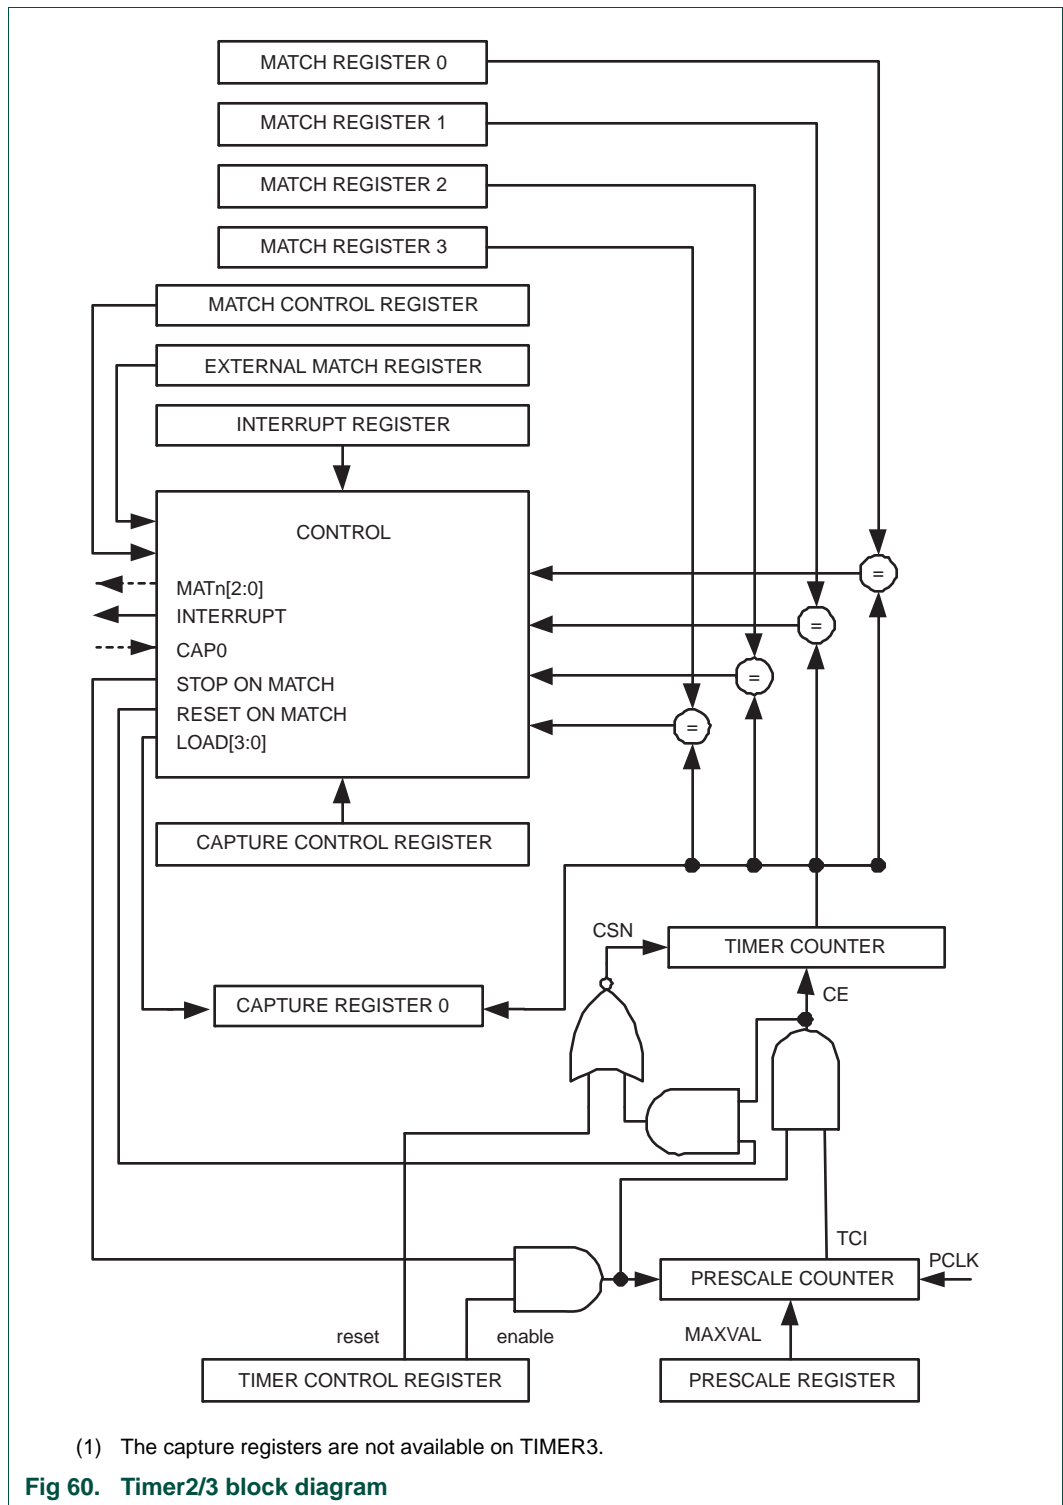 MATCH REGISTER 0
MATCH REGISTER 1
MATCH REGISTER 2
MATCH REGISTER 3
MATCH CONTROL REGISTER
EXTERNAL MATCH REGISTER
INTERRUPT REGISTER
CONTROL
MATn[2:0]
INTERRUPT
CAP0
STOP ON MATCH
RESET ON MATCH
LOAD[3:0]
=
=
=
=
CAPTURE CONTROL REGISTER
CSN
TIMER COUNTER
CE
CAPTURE REGISTER 0
TCI
PCLK
PRESCALE COUNTER
reset
enable
MAXVAL
TIMER CONTROL REGISTER
PRESCALE REGISTER
(1) The capture registers are not available on TIMER3.
Fig 60. Timer2/3 block diagram